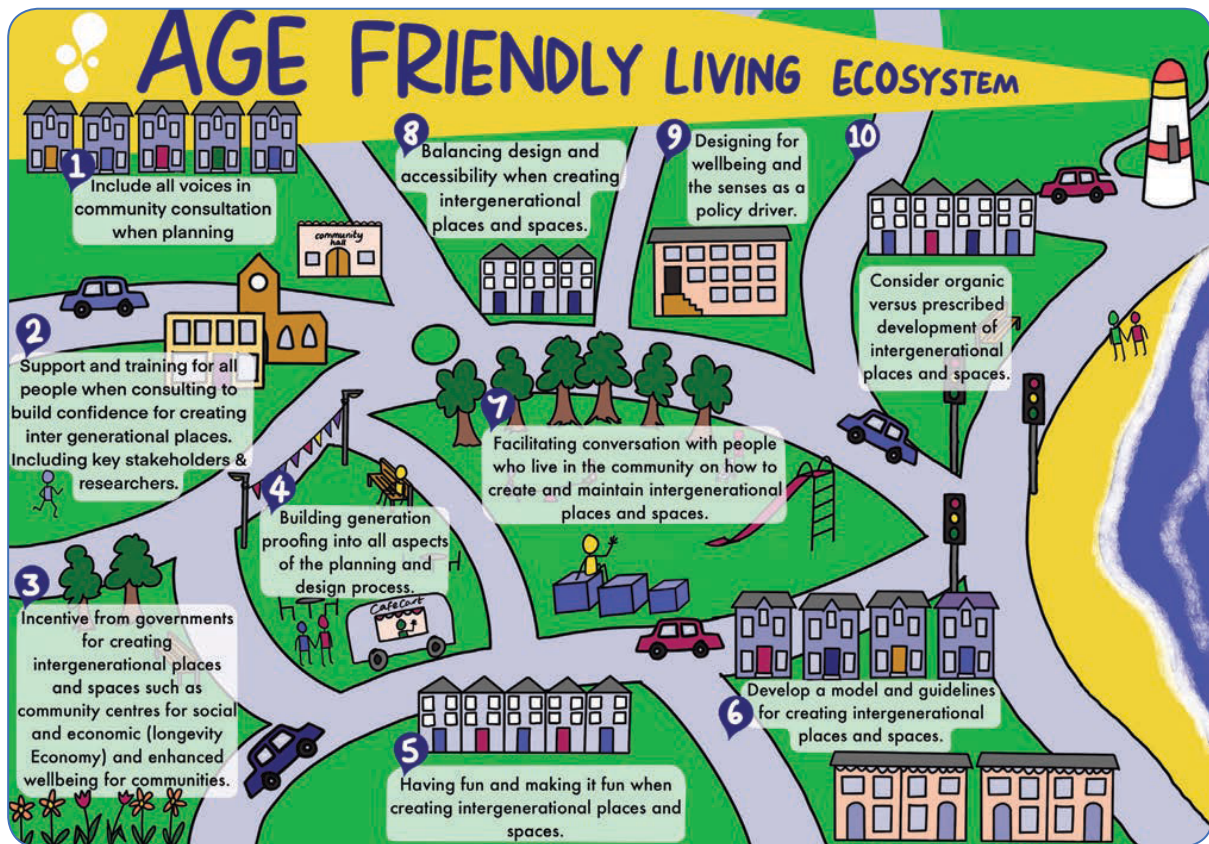 AGE FRIENDLY LIVING ECOSYSTEM
1
Include all voices in
community consultation
when planning
community
hall
2
Support and training for all
people when consulting to
build confidence for creating
inter generational places.
Including key stakeholders &
researchers.
3
Incentive from governments
for creating
intergenerational places
and spaces such as
community centres for social
and economic (longevity
Economy) and enhanced
wellbeing for communities.
4
Building generation
proofing into all aspects
of the planning and
design process.
CafeCart
5
Having fun and making it fun when
creating intergenerational places and
spaces.
6
Develop a model and guidelines
for creating intergenerational
places and spaces.
7
Facilitating conversation with people
who live in the community on how to
create and maintain intergenerational
places and spaces.
8
Balancing design and
accessibility when creating
intergenerational
places and spaces.
9
Designing for
wellbeing and
the senses as a
policy driver.
10
Consider organic
versus prescribed
development of
intergenerational
places and spaces.